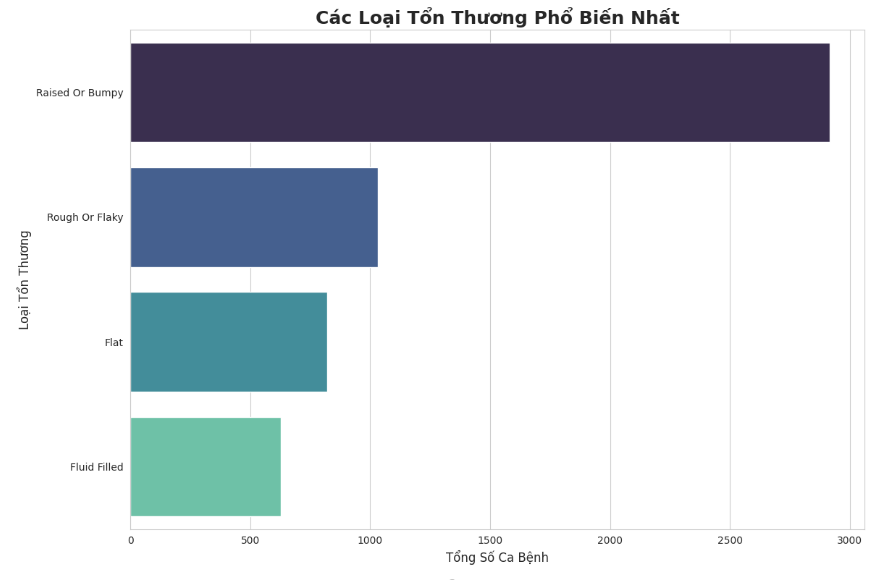 Các Loại Tổn Thương Phổ Biến Nhất
Raised Or Bumpy
Rough Or Flaky
Flat
Fluid Filled
Loại Tổn Thương
0 500 1000 1500 2000 2500 3000
Tổng Số Ca Bệnh